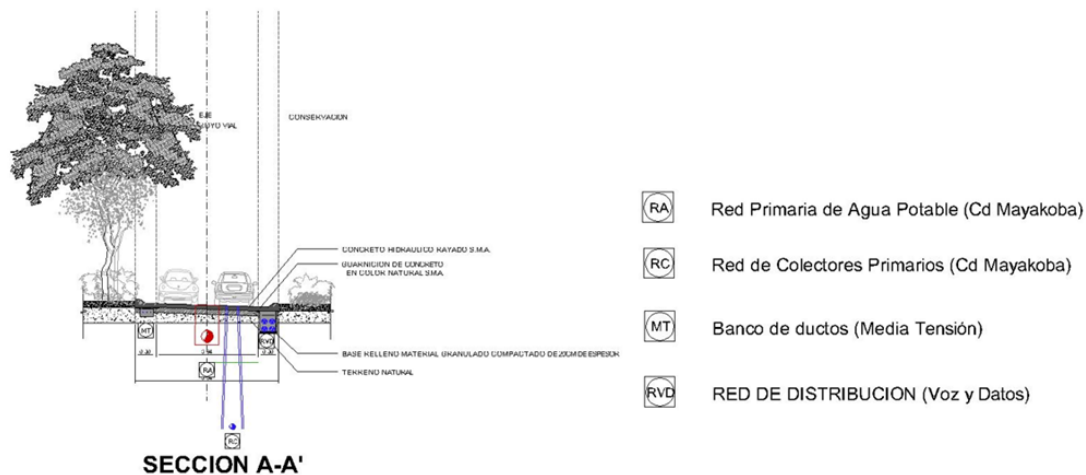 EJE
CONSERVACION
CONCRETO HIDRAULICO RAYADO S.M.A.
GUARNICION DE CONCRETO
EN COLOR NATURAL S.M.A.
MT
RVD
BASE RELLENO MATERIAL GRANULADO COMPACTADO DE 20CM DE ESPESOR
RA
TERRENO NATURAL
RC
SECCION A-A'
RA Red Primaria de Agua Potable (Cd Mayakoba)
RC Red de Colectores Primarios (Cd Mayakoba)
MT Banco de ductos (Media Tensión)
RVD RED DE DISTRIBUCION (Voz y Datos)